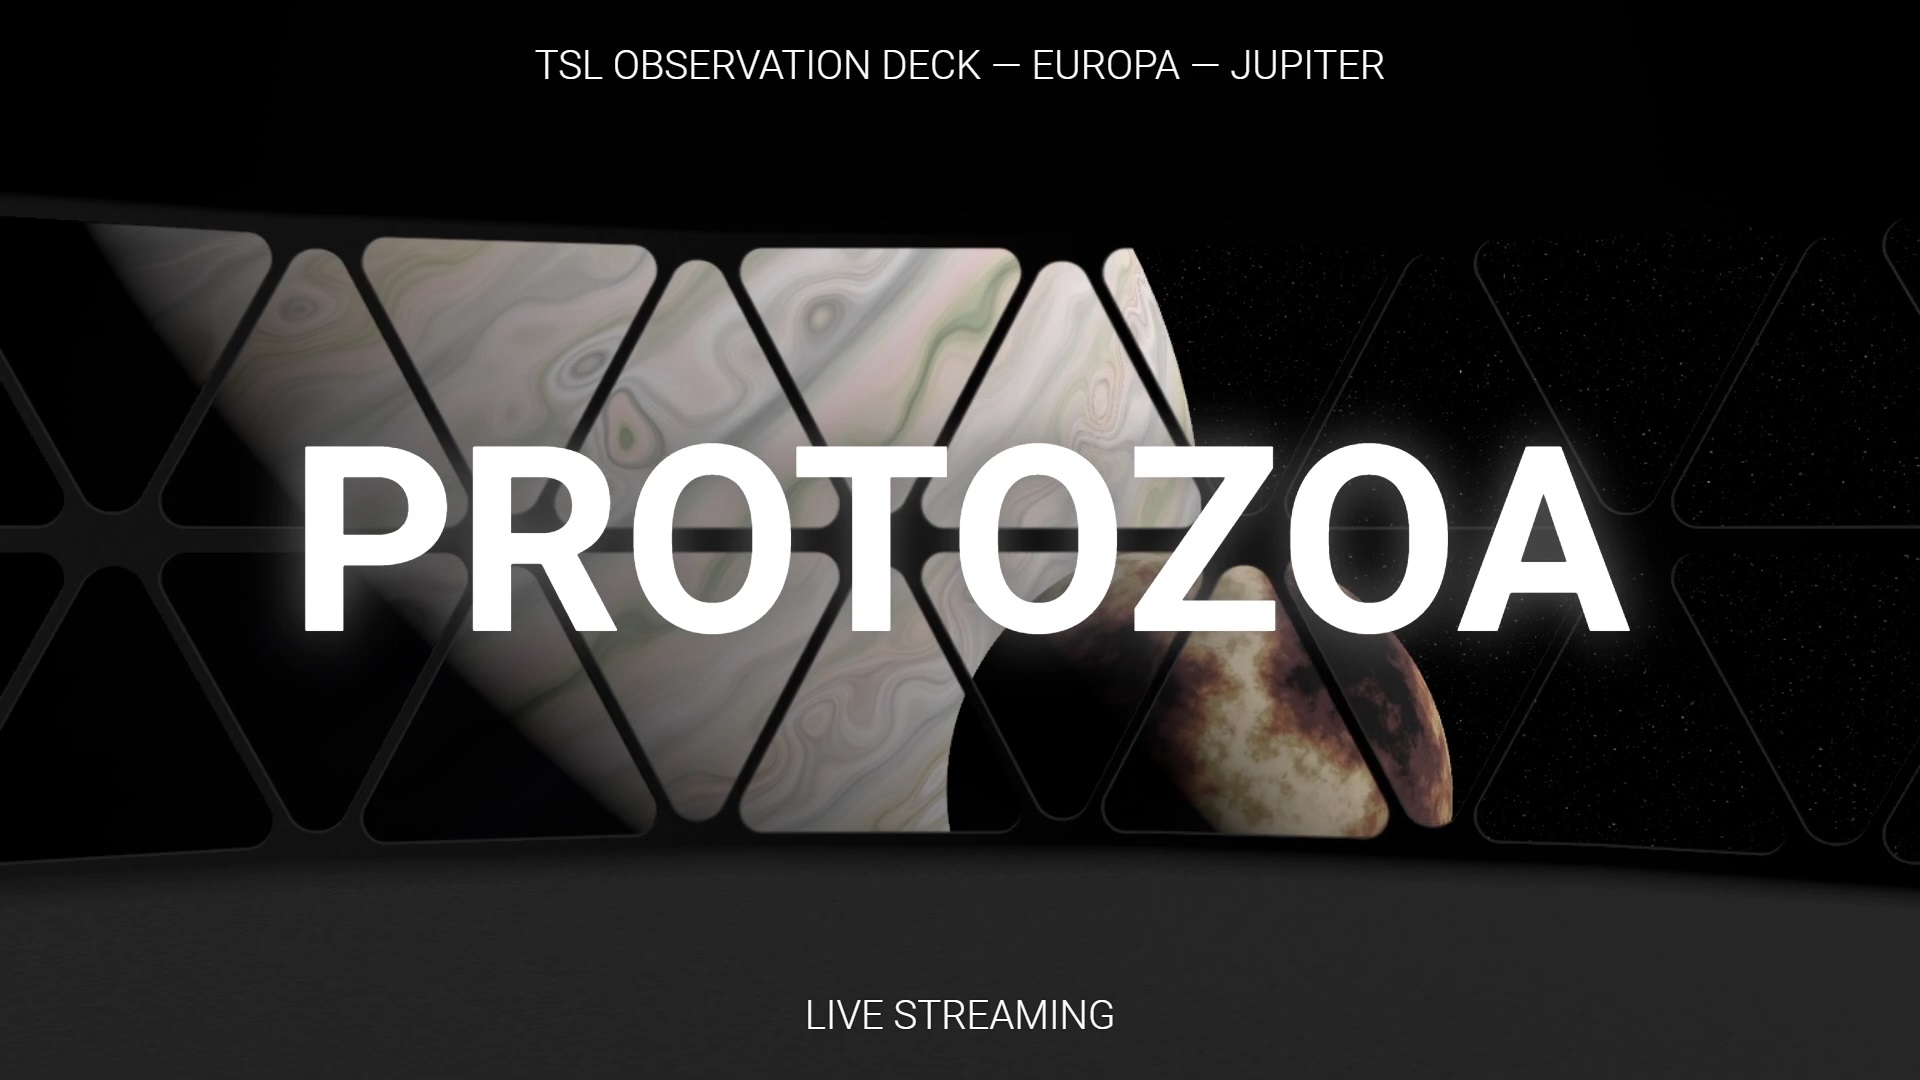 TSL OBSERVATION DECK — EUROPA — JUPITER
PROTOZOA
LIVE STREAMING